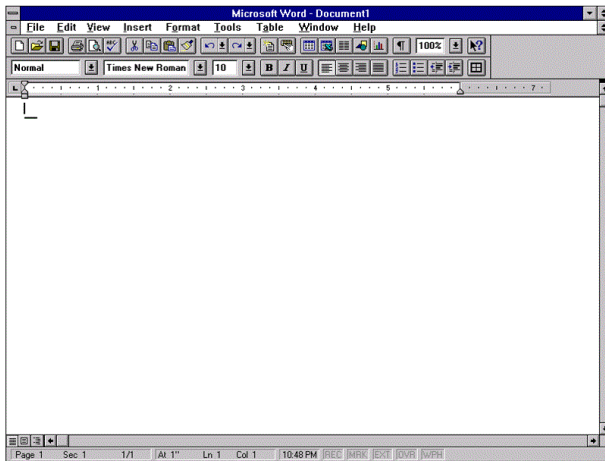 Microsoft Word - Document1
File Edit View Insert Format Tools Table Window Help
100%
Normal Times New Roman 10 B I U
1 2 3 4 5 7
Page 1 Sec 1 1/1 At 1" Ln 1 Col 1 10:48 PM REC MRK EXT OVR WPH